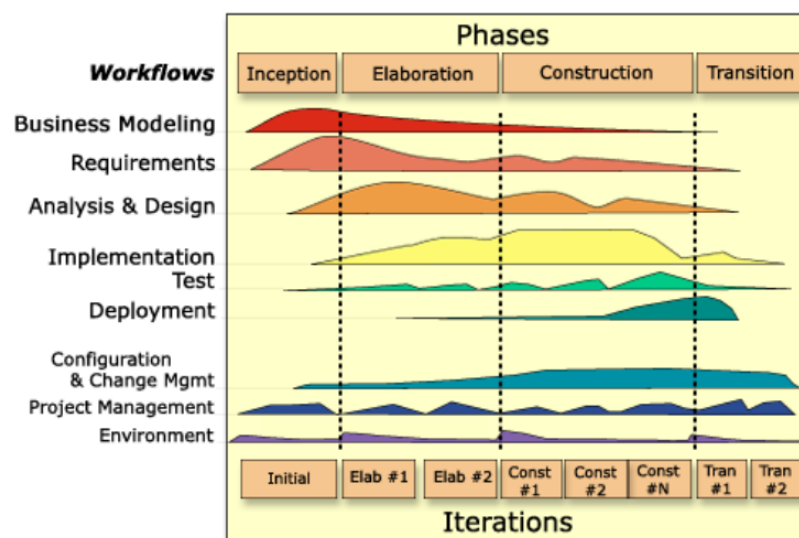 Phases
Workflows
Inception
Elaboration
Construction
Transition
Business Modeling
Requirements
Analysis & Design
Implementation
Test
Deployment
Configuration
& Change Mgmt
Project Management
Environment
Initial
Elab #1
Elab #2
Const
#1
Const
#2
Const
#N
Tran
#1
Tran
#2
Iterations